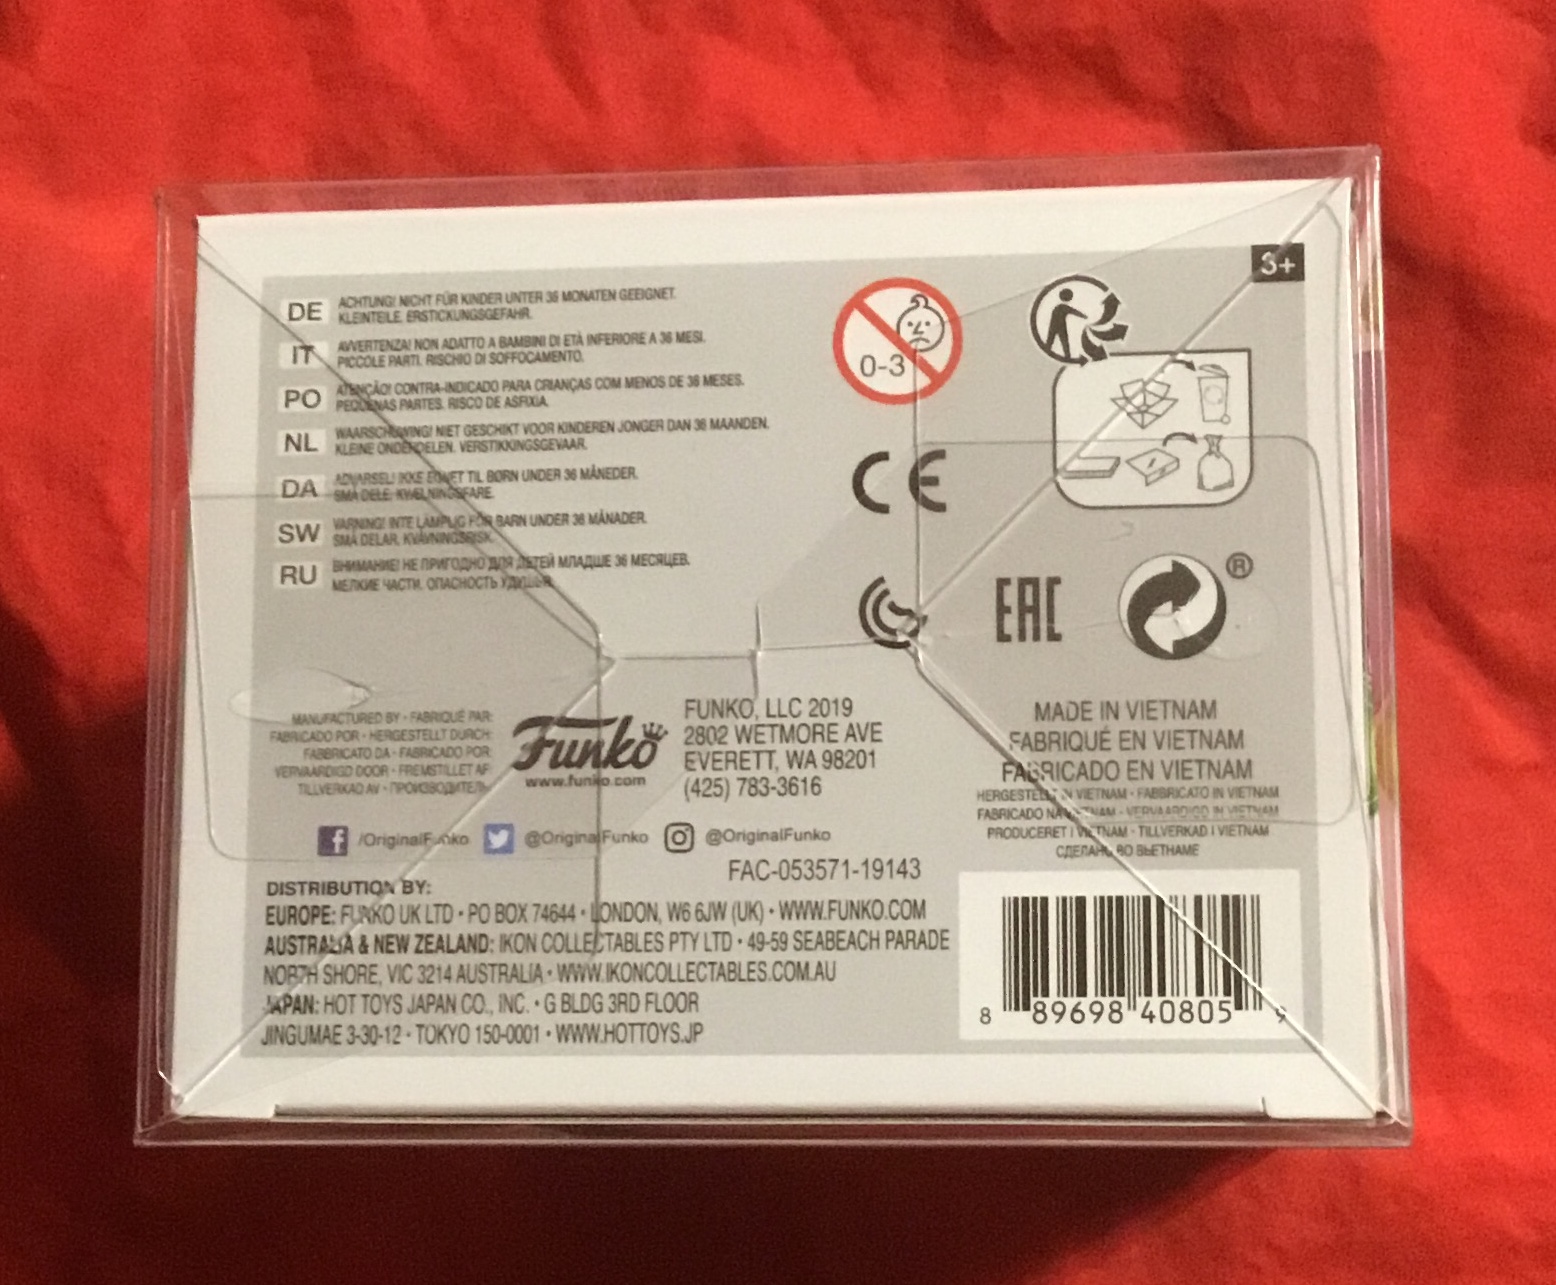 3+
DE
ACHTUNG! NICHT FÜR KINDER UNTER 36 MONATEN GEEIGNET.
KLEINTEILE. ERSTICKUNGSGEFAHR.
IT
AVVERTENZA! NON ADATTO A BAMBINI DI ETÀ INFERIORE A 36 MESI.
PICCOLE PARTI. RISCHIO DI SOFFOCAMENTO.
PO
ATENÇÃO! CONTRA-INDICADO PARA CRIANÇAS COM MENOS DE 36 MESES.
PEQUENAS PARTES. RISCO DE ASFIXIA.
NL
WAARSCHUWING! NIET GESCHIKT VOOR KINDEREN JONGER DAN 36 MAANDEN.
KLEINE ONDERDELEN. VERSTIKKINGSGEVAAR.
DA
ADVARSEL! IKKE EGNET TIL BØRN UNDER 36 MÅNEDER.
SMÅ DELE. KVÆLNINGSFARE.
SW
VARNING! INTE LÄMPLIG FÖR BARN UNDER 36 MÅNADER.
SMÅ DELAR. KVÄVNINGSRISK.
RU
ВНИМАНИЕ! НЕ ПРИГОДНО ДЛЯ ДЕТЕЙ МЛАДШЕ 36 МЕСЯЦЕВ.
МЕЛКИЕ ЧАСТИ. ОПАСНОСТЬ УДУШЬЯ.
0-3
CE
EAC
®
MANUFACTURED BY • FABRIQUÉ PAR:
FABRICADO POR • HERGESTELLT DURCH:
FABBRICATO DA • FABRICADO POR:
VERVAARDIGD DOOR • FREMSTILLET AF:
TILLVERKAD AV • ПРОИЗВОДИТЕЛЬ:
Funko
www.funko.com
FUNKO, LLC 2019
2802 WETMORE AVE
EVERETT, WA 98201
(425) 783-3616
MADE IN VIETNAM
FABRIQUÉ EN VIETNAM
FABRICADO EN VIETNAM
HERGESTELLT IN VIETNAM • FABBRICATO IN VIETNAM
FABRICADO NA VIETNAM • VERVAARDIGD IN VIETNAM
PRODUCERET I VIETNAM • TILLVERKAD I VIETNAM
СДЕЛАНО ВО ВЬЕТНАМЕ
f /OriginalFunko @OriginalFunko @OriginalFunko
FAC-053571-19143
DISTRIBUTION BY:
EUROPE: FUNKO UK LTD • PO BOX 74644 • LONDON, W6 6JW (UK) • WWW.FUNKO.COM
AUSTRALIA & NEW ZEALAND: IKON COLLECTABLES PTY LTD • 49-59 SEABEACH PARADE
NORTH SHORE, VIC 3214 AUSTRALIA • WWW.IKONCOLLECTABLES.COM.AU
JAPAN: HOT TOYS JAPAN CO., INC. • G BLDG 3RD FLOOR
JINGUMAE 3-30-12 • TOKYO 150-0001 • WWW.HOTTOYS.JP
8 89698 40805 9